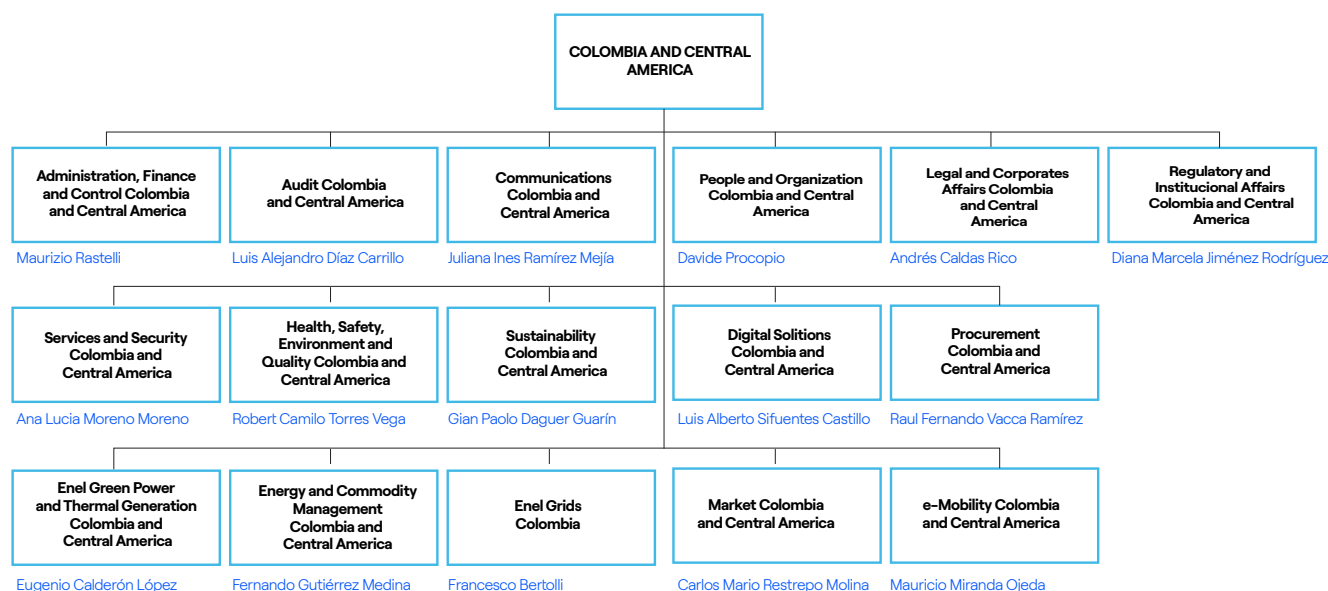 COLOMBIA AND CENTRAL
AMERICA
Administration, Finance
and Control Colombia
and Central America
Maurizio Rastelli
Audit Colombia
and Central America
Luis Alejandro Díaz Carrillo
Communications
Colombia and
Central America
Juliana Ines Ramírez Mejía
People and Organization
Colombia and Central
America
Davide Procopio
Legal and Corporates
Affairs Colombia
and Central
America
Andrés Caldas Rico
Regulatory and
Institucional Affairs
Colombia and Central
America
Diana Marcela Jiménez Rodríguez
Services and Security
Colombia and
Central America
Ana Lucia Moreno Moreno
Health, Safety,
Environment and
Quality Colombia and
Central America
Robert Camilo Torres Vega
Sustainability
Colombia and
Central America
Gian Paolo Daguer Guarín
Digital Solitions
Colombia and
Central America
Luis Alberto Sifuentes Castillo
Procurement
Colombia and
Central America
Raul Fernando Vacca Ramírez
Enel Green Power
and Thermal Generation
Colombia and
Central America
Eugenio Calderón López
Energy and Commodity
Management
Colombia and
Central America
Fernando Gutiérrez Medina
Enel Grids
Colombia
Francesco Bertolli
Market Colombia
and Central America
Carlos Mario Restrepo Molina
e-Mobility Colombia
and Central America
Mauricio Miranda Ojeda